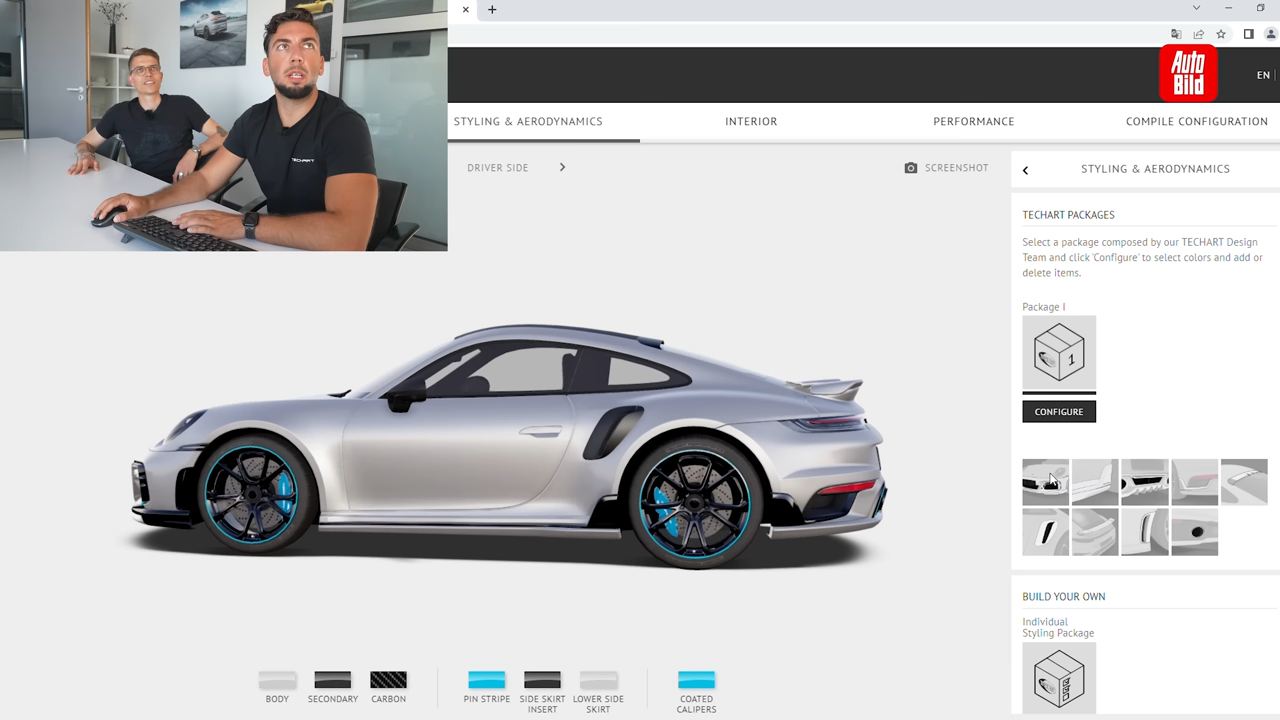 TECHART
Auto
Bild
EN
STYLING & AERODYNAMICS
INTERIOR
PERFORMANCE
COMPILE CONFIGURATION
DRIVER SIDE
SCREENSHOT
STYLING & AERODYNAMICS
TECHART PACKAGES
Select a package composed by our TECHART Design
Team and click 'Configure' to select colors and add or
delete items.
Package I
1
CONFIGURE
BUILD YOUR OWN
Individual
Styling Package
BODY
SECONDARY
CARBON
PIN STRIPE
SIDE SKIRT
INSERT
LOWER SIDE
SKIRT
COATED
CALIPERS